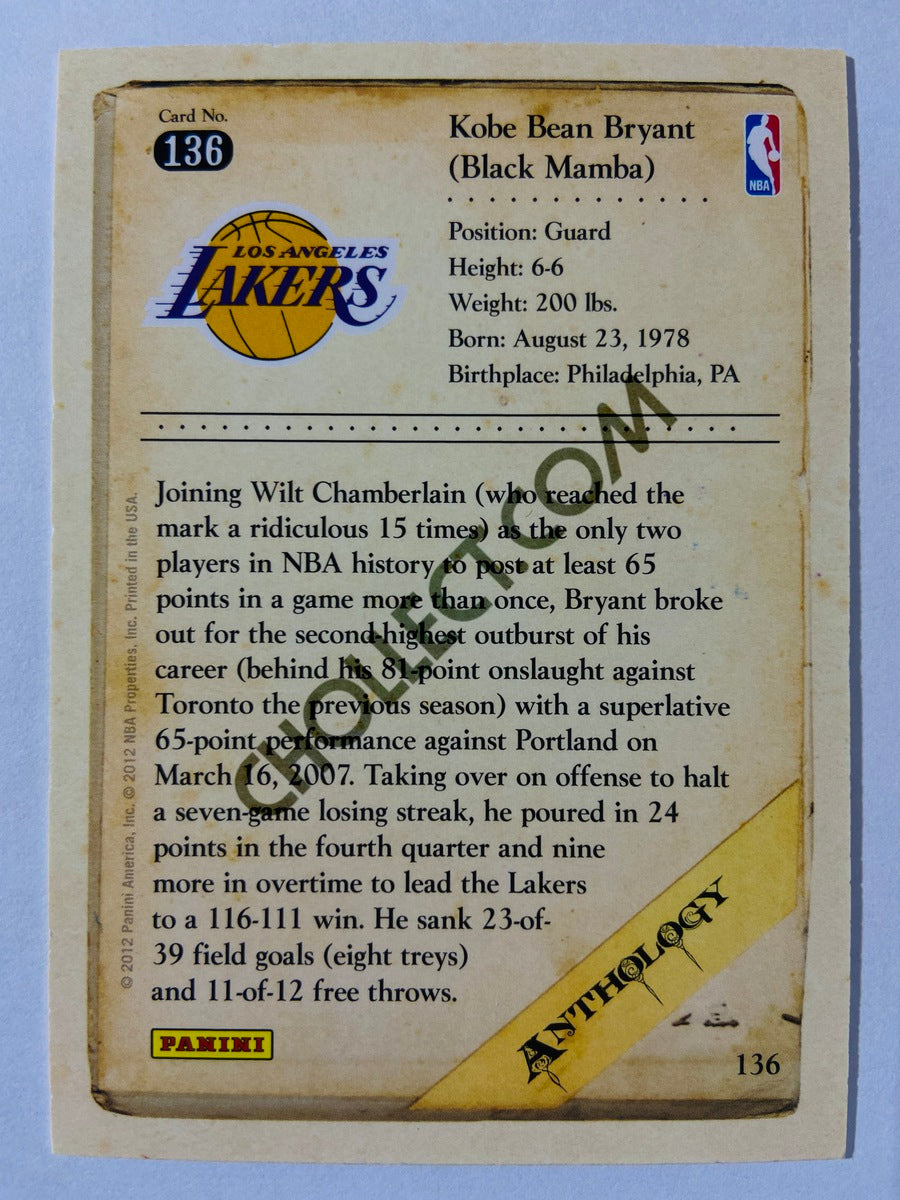 Card No.
136
Kobe Bean Bryant
(Black Mamba)
NBA
LOS ANGELES
LAKERS
Position: Guard
Height: 6-6
Weight: 200 lbs.
Born: August 23, 1978
Birthplace: Philadelphia, PA
Joining Wilt Chamberlain (who reached the
mark a ridiculous 15 times) as the only two
players in NBA history to post at least 65
points in a game more than once, Bryant broke
out for the second-highest outburst of his
career (behind his 81-point onslaught against
Toronto the previous season) with a superlative
65-point performance against Portland on
March 16, 2007. Taking over on offense to halt
a seven-game losing streak, he poured in 24
points in the fourth quarter and nine
more in overtime to lead the Lakers
to a 116-111 win. He sank 23-of-
39 field goals (eight treys)
and 11-of-12 free throws.
© 2012 Panini America, Inc. © 2012 NBA Properties, Inc. Printed in the USA.
PANINI
ANTHOLOGY
136
CHOLLECT.COM